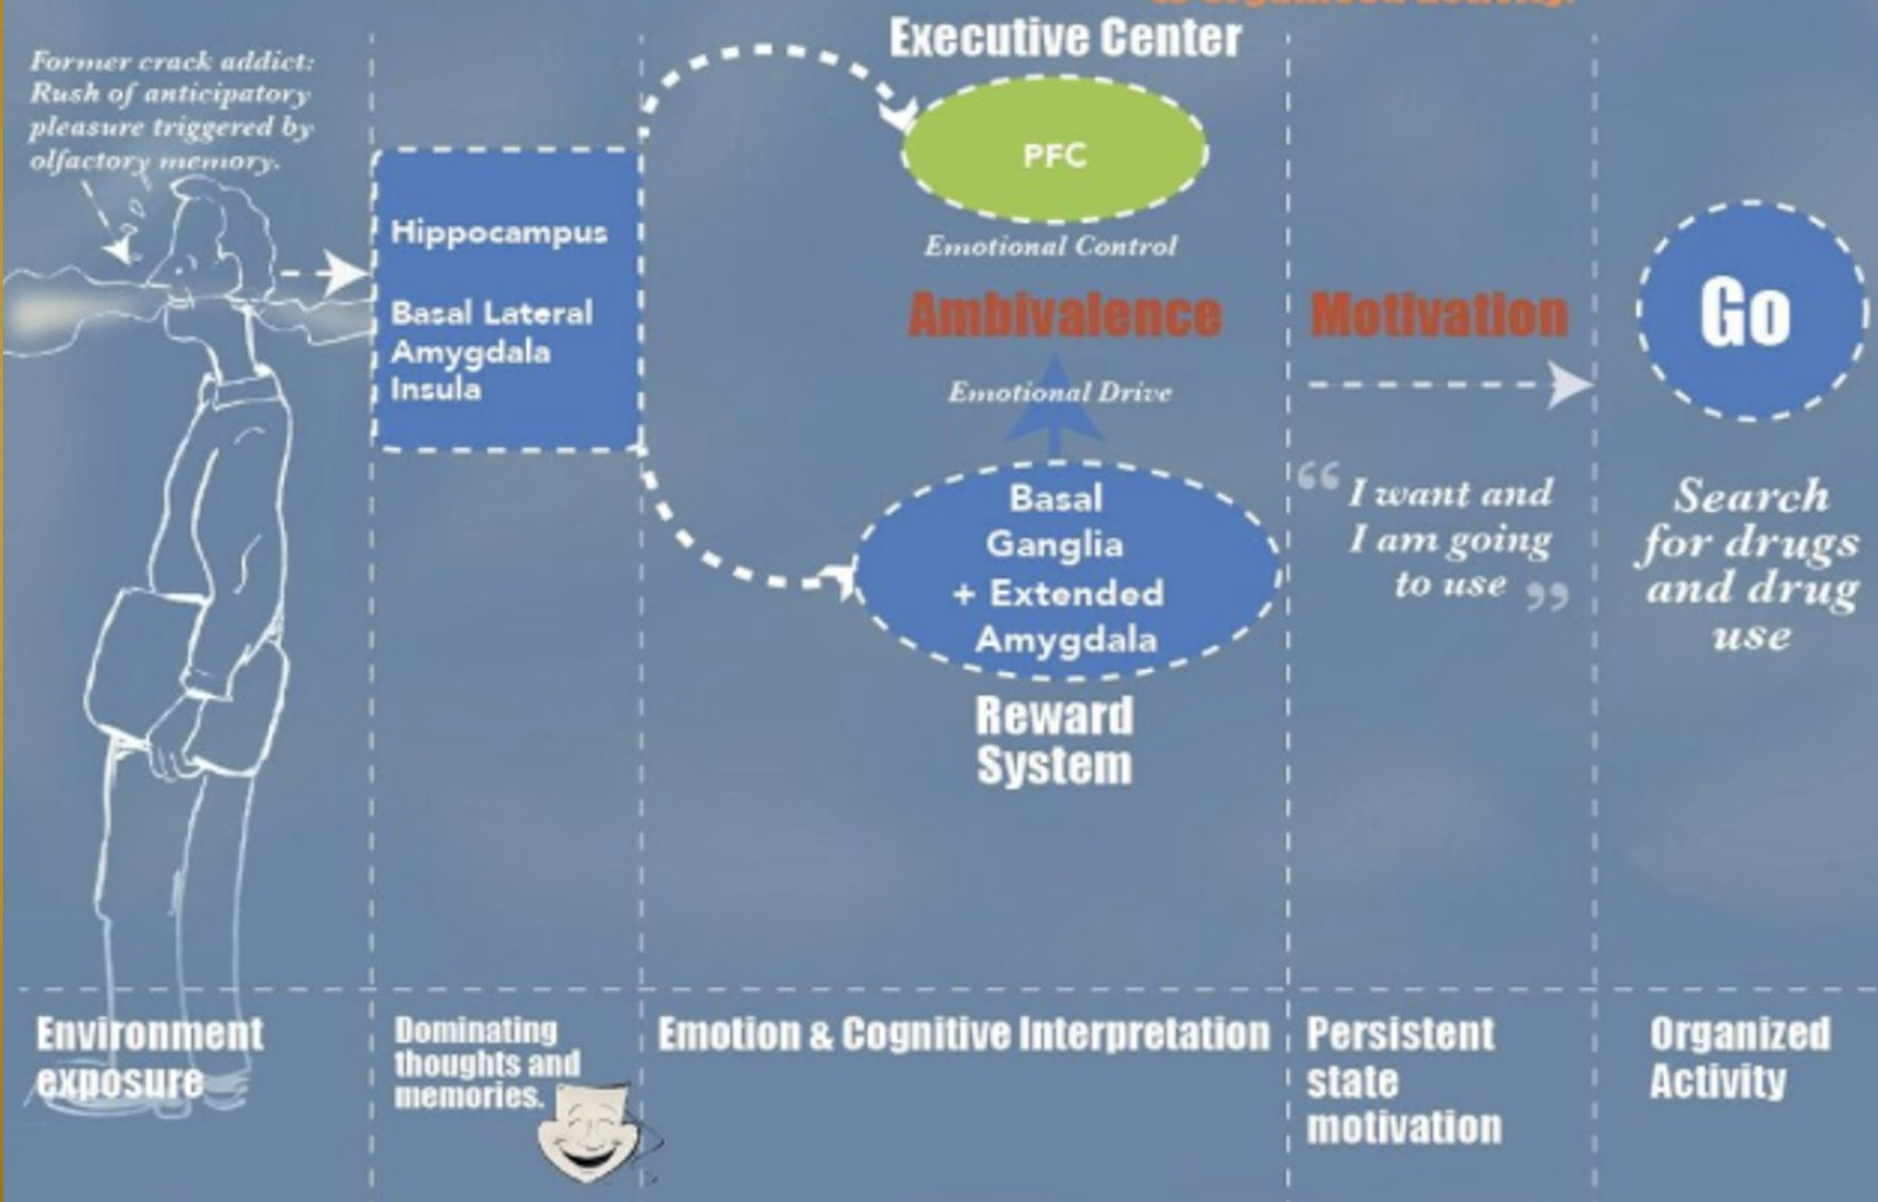 to organised activity.
Executive Center
Former crack addict:
Rush of anticipatory
pleasure triggered by
olfactory memory.
PFC
Hippocampus
Basal Lateral
Amygdala
Insula
Emotional Control
Ambivalence
Emotional Drive
Motivation
Go
Basal
Ganglia
+ Extended
Amygdala
Reward
System
“ I want and
I am going
to use ”
Search
for drugs
and drug
use
Environment
exposure
Dominating
thoughts and
memories.
Emotion & Cognitive Interpretation
Persistent
state
motivation
Organized
Activity